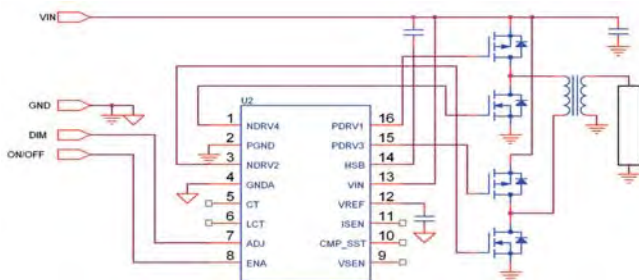 VIN
GND
DIM
ON/OFF
U2
1 NDRV4 PDRV1 16
2 PGND PDRV3 15
3 NDRV2 HSB 14
4 GNDA VIN 13
5 CT VREF 12
6 LCT ISEN 11
7 ADJ CMP_SST 10
8 ENA VSEN 9